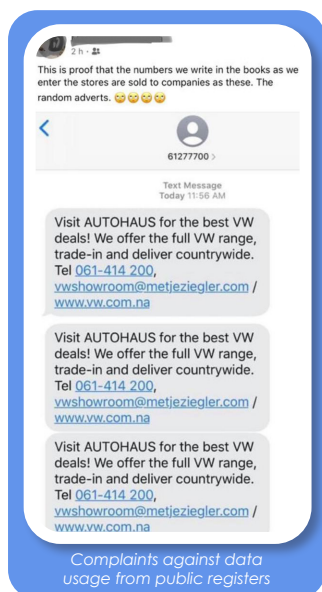 2 h ·
This is proof that the numbers we write in the books as we
enter the stores are sold to companies as these. The
random adverts. 🙄🙄🙄🙄
61277700 >
Text Message
Today 11:56 AM
Visit AUTOHAUS for the best VW
deals! We offer the full VW range,
trade-in and deliver countrywide.
Tel 061-414 200,
vwshowroom@metjeziegler.com /
www.vw.com.na
Visit AUTOHAUS for the best VW
deals! We offer the full VW range,
trade-in and deliver countrywide.
Tel 061-414 200,
vwshowroom@metjeziegler.com /
www.vw.com.na
Visit AUTOHAUS for the best VW
deals! We offer the full VW range,
trade-in and deliver countrywide.
Tel 061-414 200,
vwshowroom@metjeziegler.com /
www.vw.com.na
Complaints against data
usage from public registers